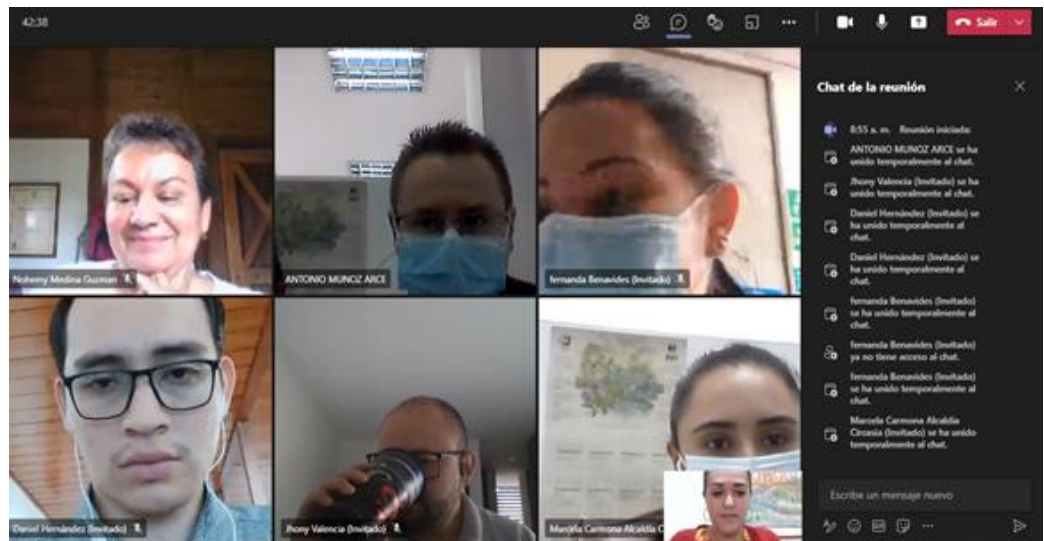 42:38
Salir
Nohemy Medina Guzman
ANTONIO MUNOZ ARCE
fernanda Benavides (Invitado)
Daniel Hernández (Invitado)
Jhony Valencia (Invitado)
Marcela Carmona Alcaldía C
Chat de la reunión
8:55 a. m. Reunión iniciada
ANTONIO MUNOZ ARCE se ha
unido temporalmente al chat.
Jhony Valencia (Invitado) se ha
unido temporalmente al chat.
Daniel Hernández (Invitado) se
ha unido temporalmente al
chat.
Daniel Hernández (Invitado) se
ha unido temporalmente al
chat.
fernanda Benavides (Invitado)
se ha unido temporalmente al
chat.
fernanda Benavides (Invitado)
ya no tiene acceso al chat.
fernanda Benavides (Invitado)
se ha unido temporalmente al
chat.
Marcela Carmona Alcaldía
Circasia (Invitado) se ha unido
temporalmente al chat.
Escribe un mensaje nuevo